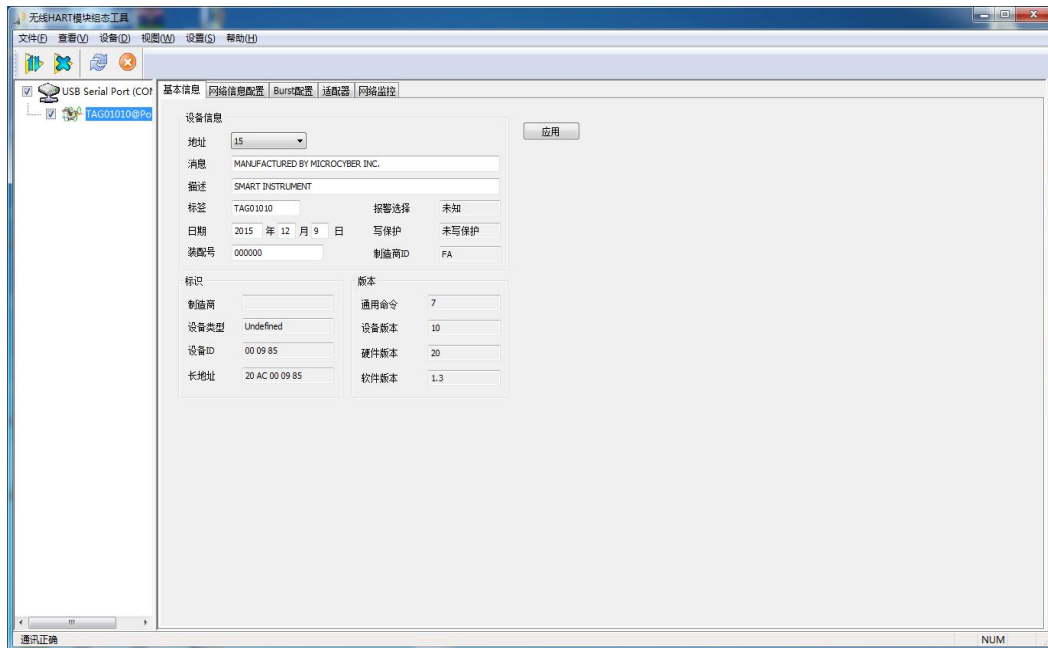 无线HART模块组态工具
文件(F) 查看(V) 设备(D) 视图(W) 设置(S) 帮助(H)
USB Serial Port (COM
TAG01010@Po
基本信息 网络信息配置 Burst配置 适配器 网络监控
设备信息
应用
地址 15
消息 MANUFACTURED BY MICROCYBER INC.
描述 SMART INSTRUMENT
标签 TAG01010 报警选择 未知
日期 2015 年 12 月 9 日 写保护 未写保护
装配号 000000 制造商ID FA
标识 版本
制造商 通用命令 7
设备类型 Undefined 设备版本 10
设备ID 00 09 85 硬件版本 20
长地址 20 AC 00 09 85 软件版本 1.3
通讯正确 NUM